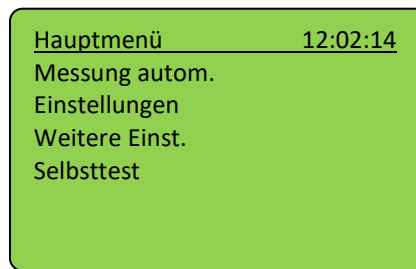 Hauptmenü 12:02:14
Messung autom.
Einstellungen
Weitere Einst.
Selbsttest